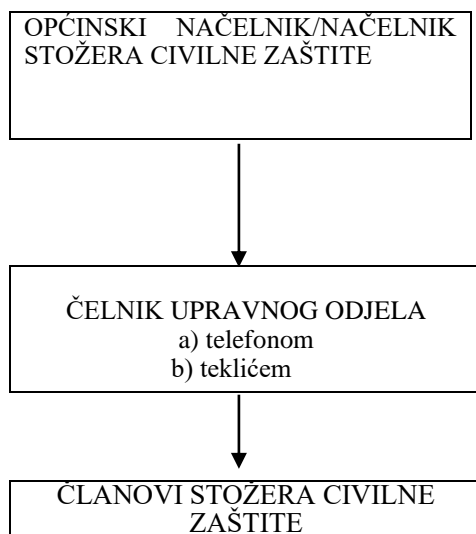 OPĆINSKI NAČELNIK/NAČELNIK
STOŽERA CIVILNE ZAŠTITE
ČELNIK UPRAVNOG ODJELA
a) telefonom
b) teklićem
ČLANOVI STOŽERA CIVILNE
ZAŠTITE